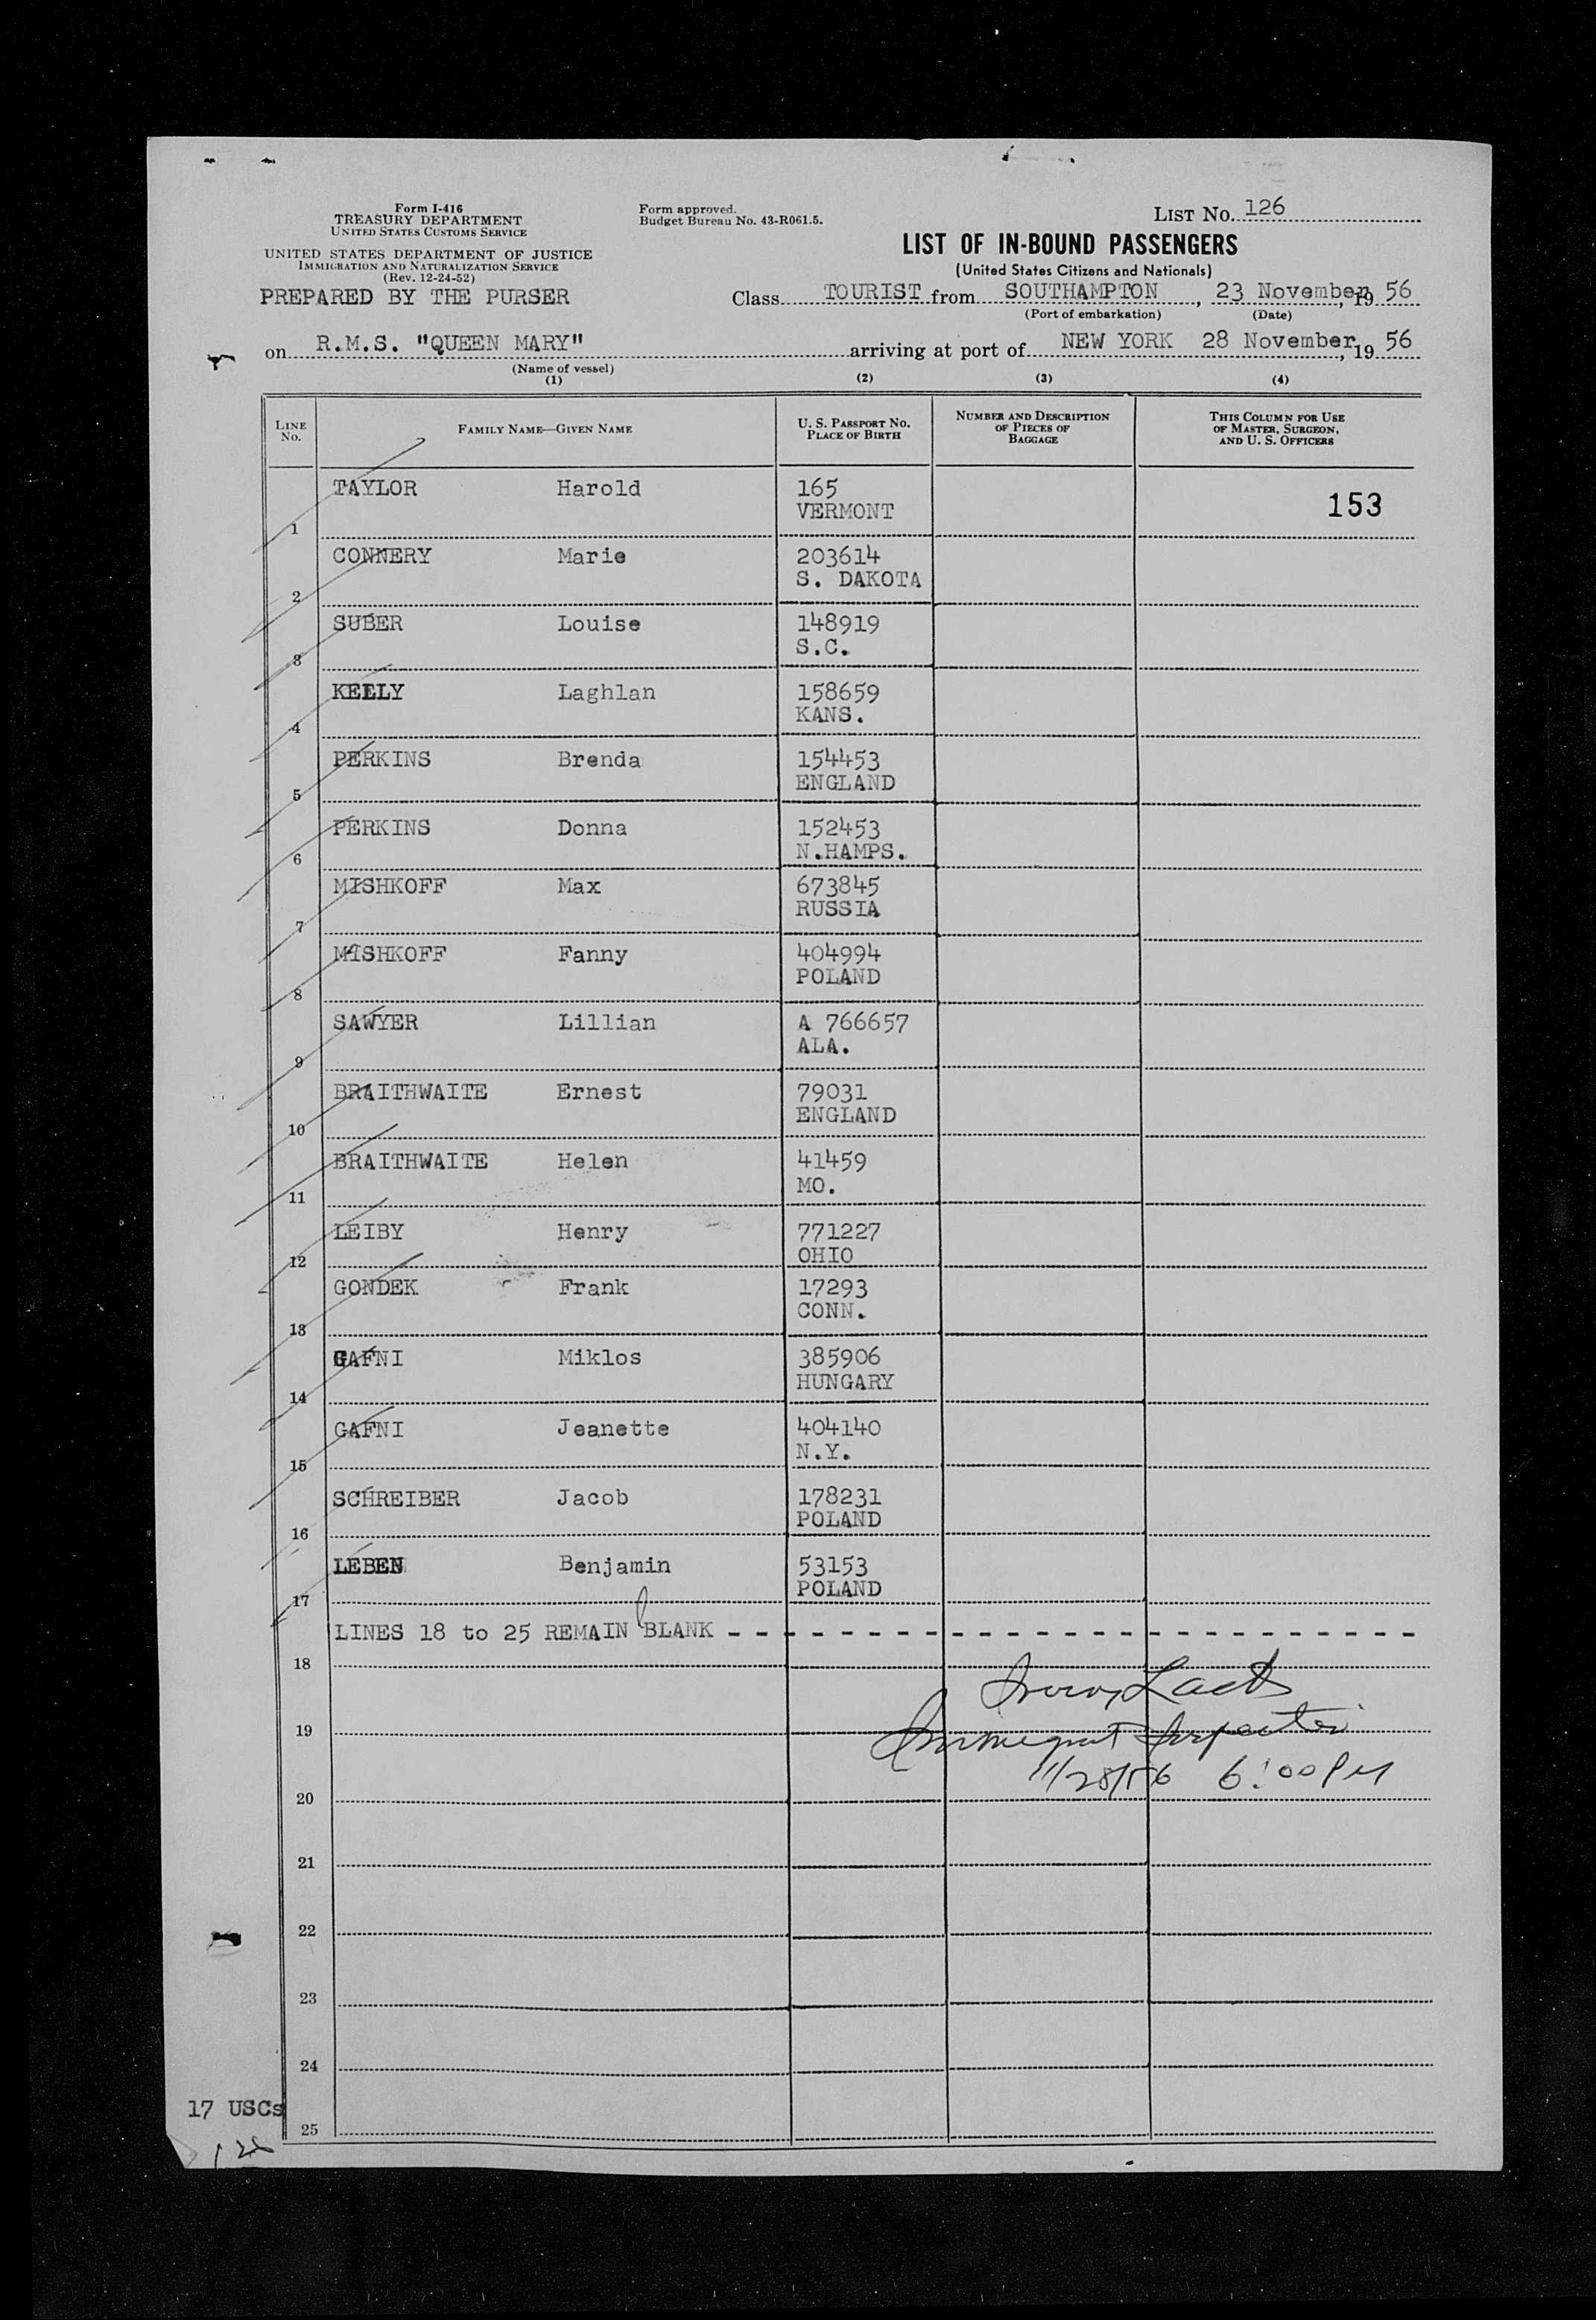 Form I-416
TREASURY DEPARTMENT
UNITED STATES CUSTOMS SERVICE
UNITED STATES DEPARTMENT OF JUSTICE
IMMIGRATION AND NATURALIZATION SERVICE
(Rev. 12-24-52)
PREPARED BY THE PURSER
Form approved.
Budget Bureau No. 43-R061.5.
LIST NO. 126
LIST OF IN-BOUND PASSENGERS
(United States Citizens and Nationals)
Class TOURIST from SOUTHAMPTON, 23 November, 19 56
(Port of embarkation) (Date)
on R.M.S. "QUEEN MARY" arriving at port of NEW YORK 28 November, 19 56
(Name of vessel)
(1) (2) (3) (4)
LINE NO. FAMILY NAME—GIVEN NAME U. S. PASSPORT NO. PLACE OF BIRTH NUMBER AND DESCRIPTION OF PIECES OF BAGGAGE THIS COLUMN FOR USE OF MASTER, SURGEON, AND U. S. OFFICERS
1 TAYLOR Harold 165 153
VERMONT
2 CONNERY Marie 203614
S. DAKOTA
3 SUBER Louise 148919
S.C.
4 KEELY Laghlan 158659
KANS.
5 PERKINS Brenda 154453
ENGLAND
6 PERKINS Donna 152453
N.HAMPS.
7 MISHKOFF Max 673845
RUSSIA
8 MISHKOFF Fanny 404994
POLAND
9 SAWYER Lillian A 766657
ALA.
10 BRAITHWAITE Ernest 79031
ENGLAND
11 BRAITHWAITE Helen 41459
MO.
12 LEIBY Henry 771227
OHIO
13 GONDEK Frank 17293
CONN.
14 GAFNI Miklos 385906
HUNGARY
15 GAFNI Jeanette 404140
N.Y.
16 SCHREIBER Jacob 178231
POLAND
17 LEBEN Benjamin 53153
POLAND
LINES 18 to 25 REMAIN BLANK - - - - - - - - - - - - - - - - - - - - - - - - -
18
19 Immigrant Inspector
11/28/56 6:00 PM
20
21
22
23
24
17 USCs
25
126